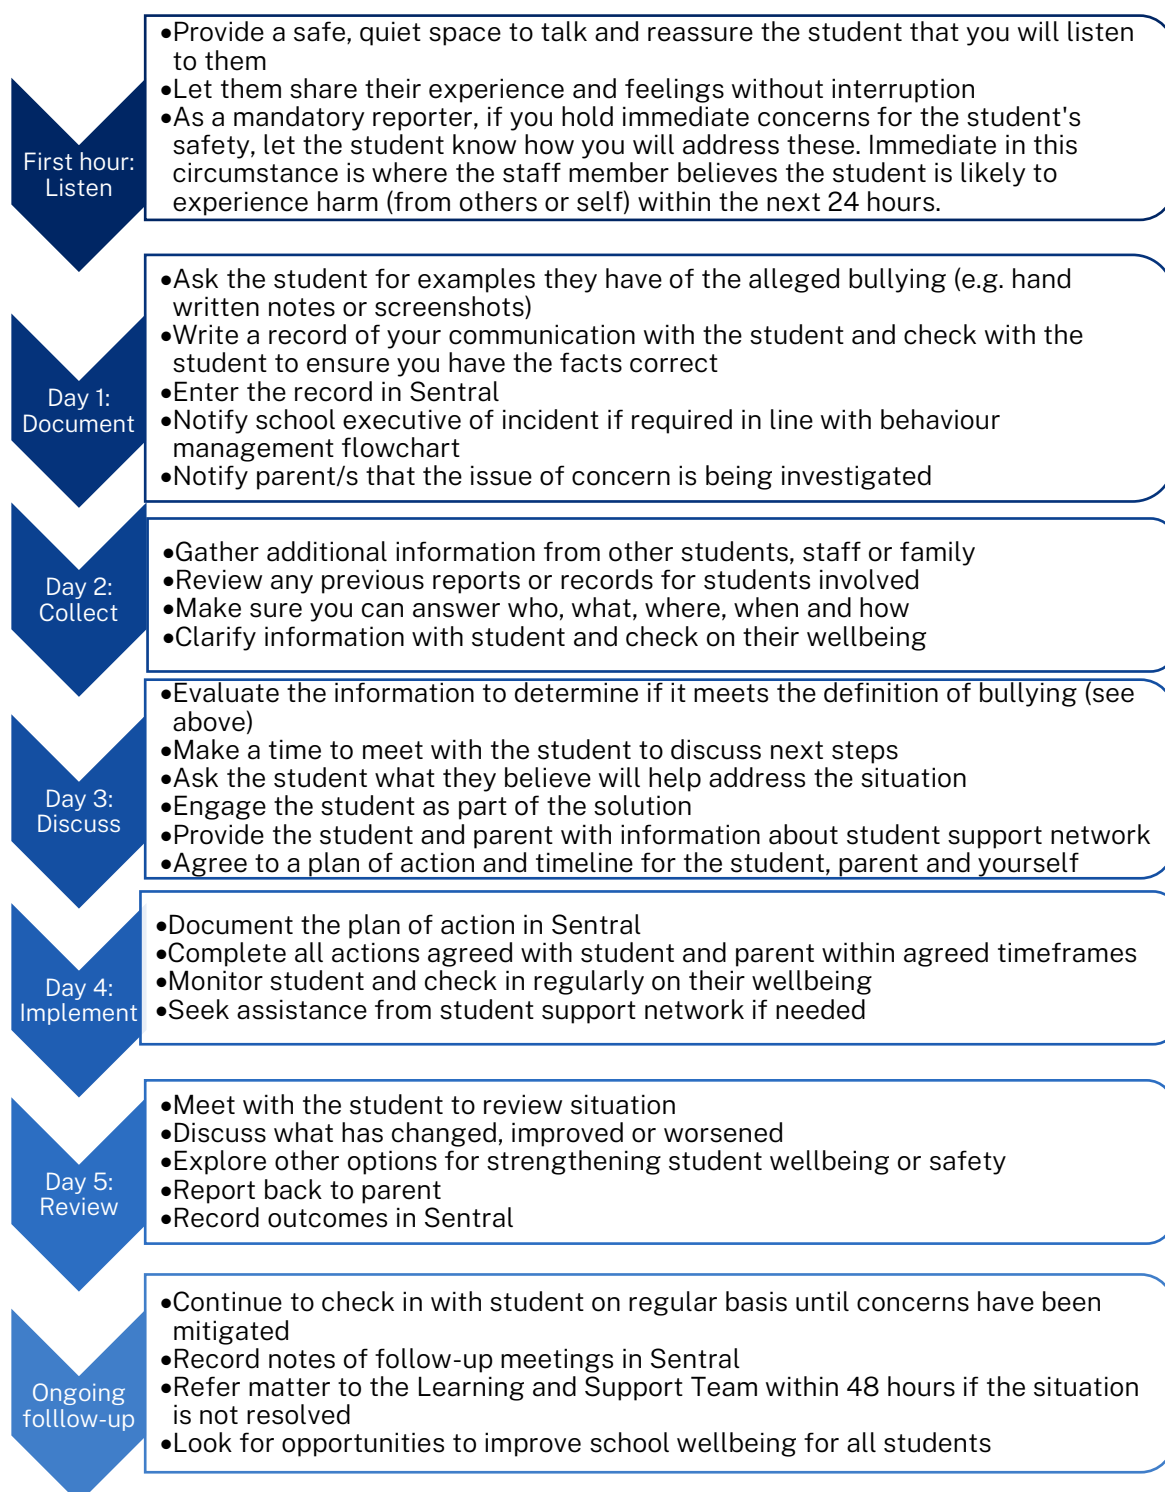 First hour:
Listen
•Provide a safe, quiet space to talk and reassure the student that you will listen
to them
•Let them share their experience and feelings without interruption
•As a mandatory reporter, if you hold immediate concerns for the student's
safety, let the student know how you will address these. Immediate in this
circumstance is where the staff member believes the student is likely to
experience harm (from others or self) within the next 24 hours.
Day 1:
Document
•Ask the student for examples they have of the alleged bullying (e.g. hand
written notes or screenshots)
•Write a record of your communication with the student and check with the
student to ensure you have the facts correct
•Enter the record in Sentral
•Notify school executive of incident if required in line with behaviour
management flowchart
•Notify parent/s that the issue of concern is being investigated
Day 2:
Collect
•Gather additional information from other students, staff or family
•Review any previous reports or records for students involved
•Make sure you can answer who, what, where, when and how
•Clarify information with student and check on their wellbeing
Day 3:
Discuss
•Evaluate the information to determine if it meets the definition of bullying (see
above)
•Make a time to meet with the student to discuss next steps
•Ask the student what they believe will help address the situation
•Engage the student as part of the solution
•Provide the student and parent with information about student support network
•Agree to a plan of action and timeline for the student, parent and yourself
Day 4:
Implement
•Document the plan of action in Sentral
•Complete all actions agreed with student and parent within agreed timeframes
•Monitor student and check in regularly on their wellbeing
•Seek assistance from student support network if needed
Day 5:
Review
•Meet with the student to review situation
•Discuss what has changed, improved or worsened
•Explore other options for strengthening student wellbeing or safety
•Report back to parent
•Record outcomes in Sentral
Ongoing
folllow-up
•Continue to check in with student on regular basis until concerns have been
mitigated
•Record notes of follow-up meetings in Sentral
•Refer matter to the Learning and Support Team within 48 hours if the situation
is not resolved
•Look for opportunities to improve school wellbeing for all students